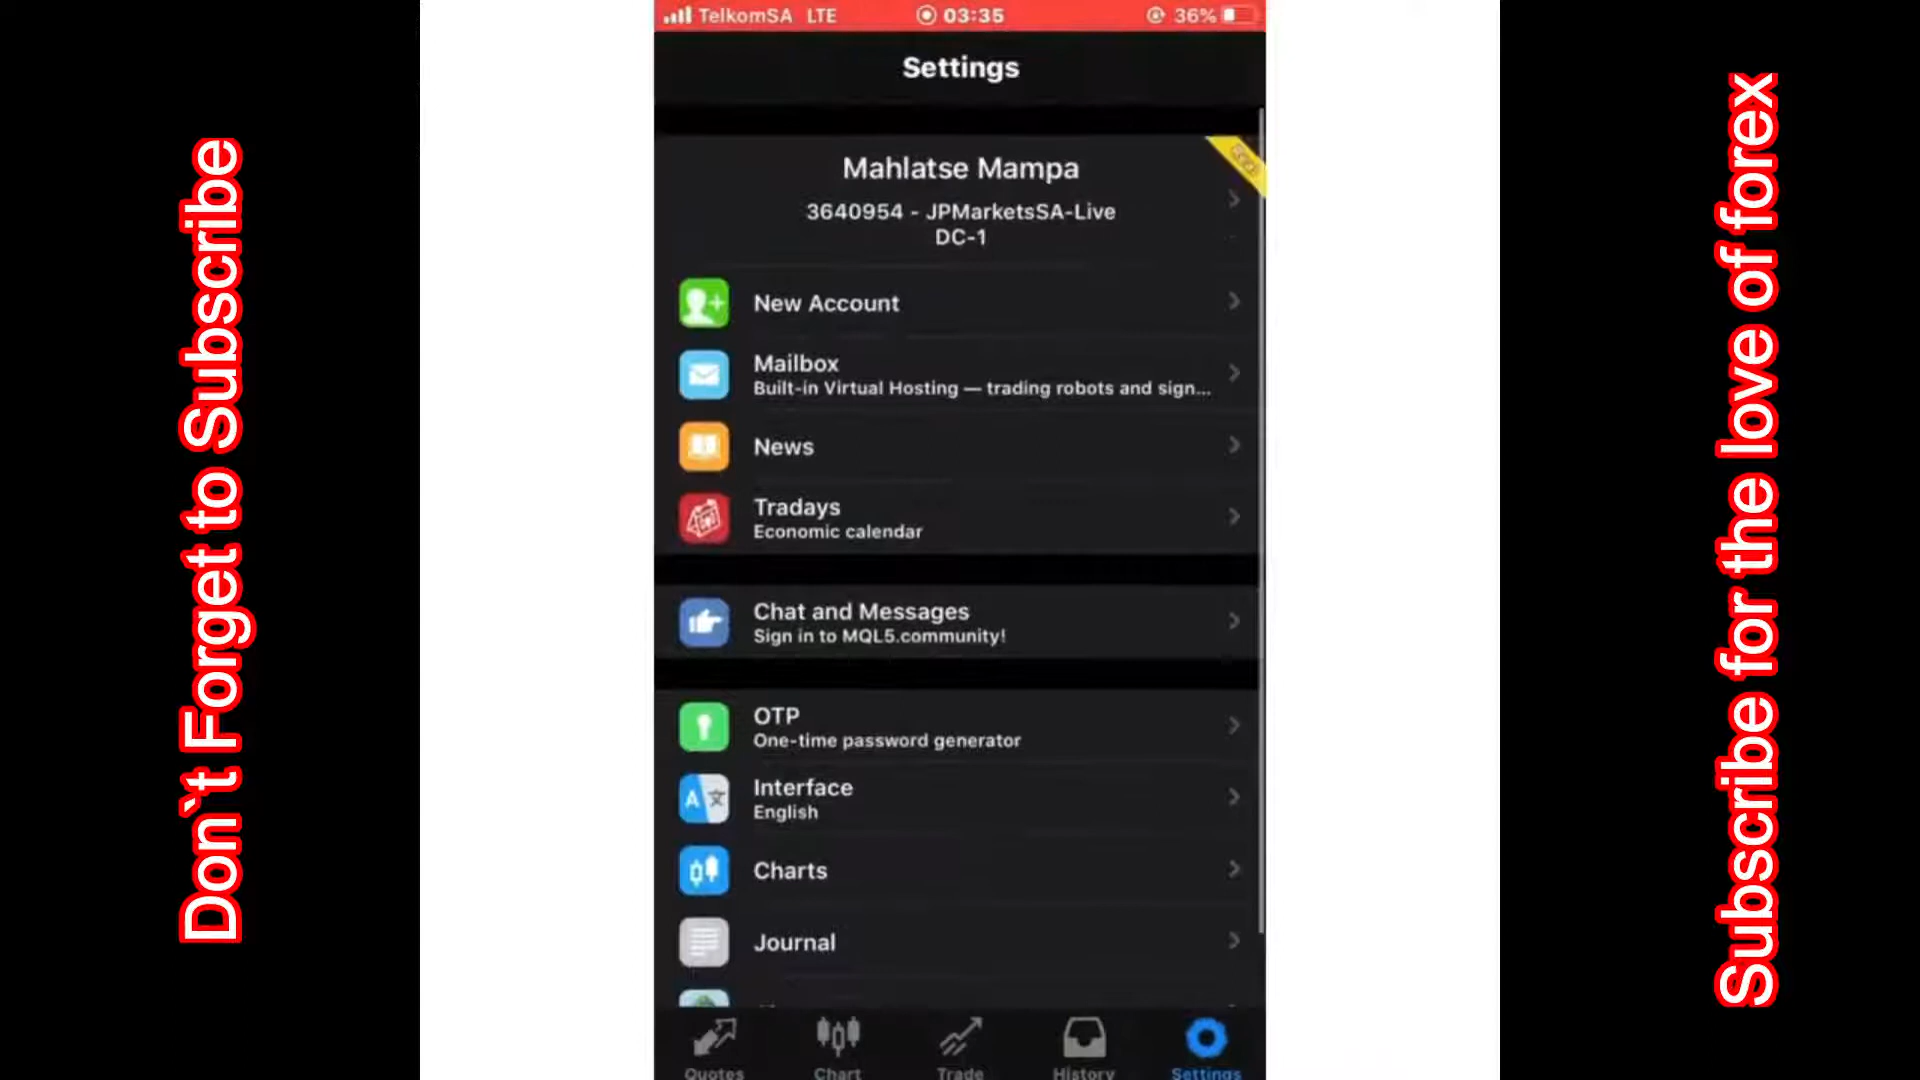 Don`t Forget to Subscribe
TelkomSA LTE 03:35 36%
Settings
Mahlatse Mampa
3640954 - JPMarketsSA-Live
DC-1
New Account
Mailbox
Built-in Virtual Hosting — trading robots and sign...
News
Tradays
Economic calendar
Chat and Messages
Sign in to MQL5.community!
OTP
One-time password generator
Interface
English
Charts
Journal
Quotes Chart Trade History Settings
Subscribe for the love of forex